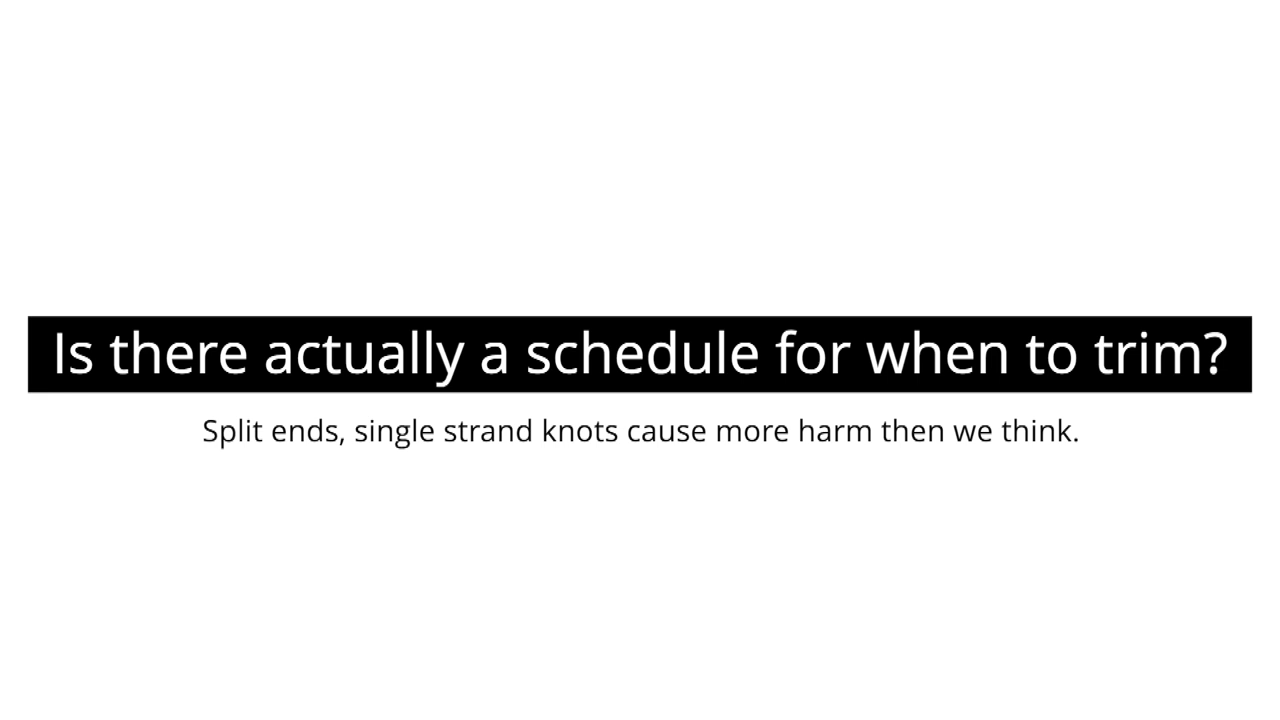 Is there actually a schedule for when to trim?
Split ends, single strand knots cause more harm then we think.